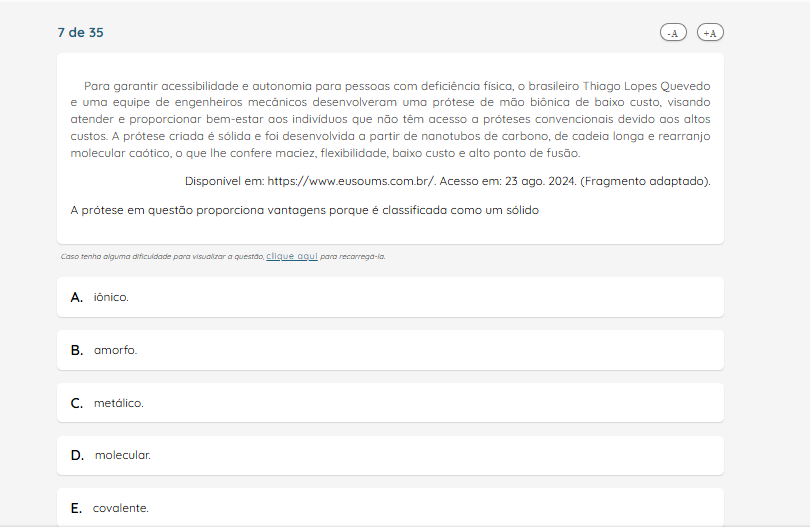 7 de 35
-A +A
Para garantir acessibilidade e autonomia para pessoas com deficiência física, o brasileiro Thiago Lopes Quevedo
e uma equipe de engenheiros mecânicos desenvolveram uma prótese de mão biônica de baixo custo, visando
atender e proporcionar bem-estar aos indivíduos que não têm acesso a próteses convencionais devido aos altos
custos. A prótese criada é sólida e foi desenvolvida a partir de nanotubos de carbono, de cadeia longa e rearranjo
molecular caótico, o que lhe confere maciez, flexibilidade, baixo custo e alto ponto de fusão.
Disponível em: https://www.eusoums.com.br/. Acesso em: 23 ago. 2024. (Fragmento adaptado).
A prótese em questão proporciona vantagens porque é classificada como um sólido
Caso tenha alguma dificuldade para visualizar a questão, clique aqui para recarregá-la.
A. iônico.
B. amorfo.
C. metálico.
D. molecular.
E. covalente.